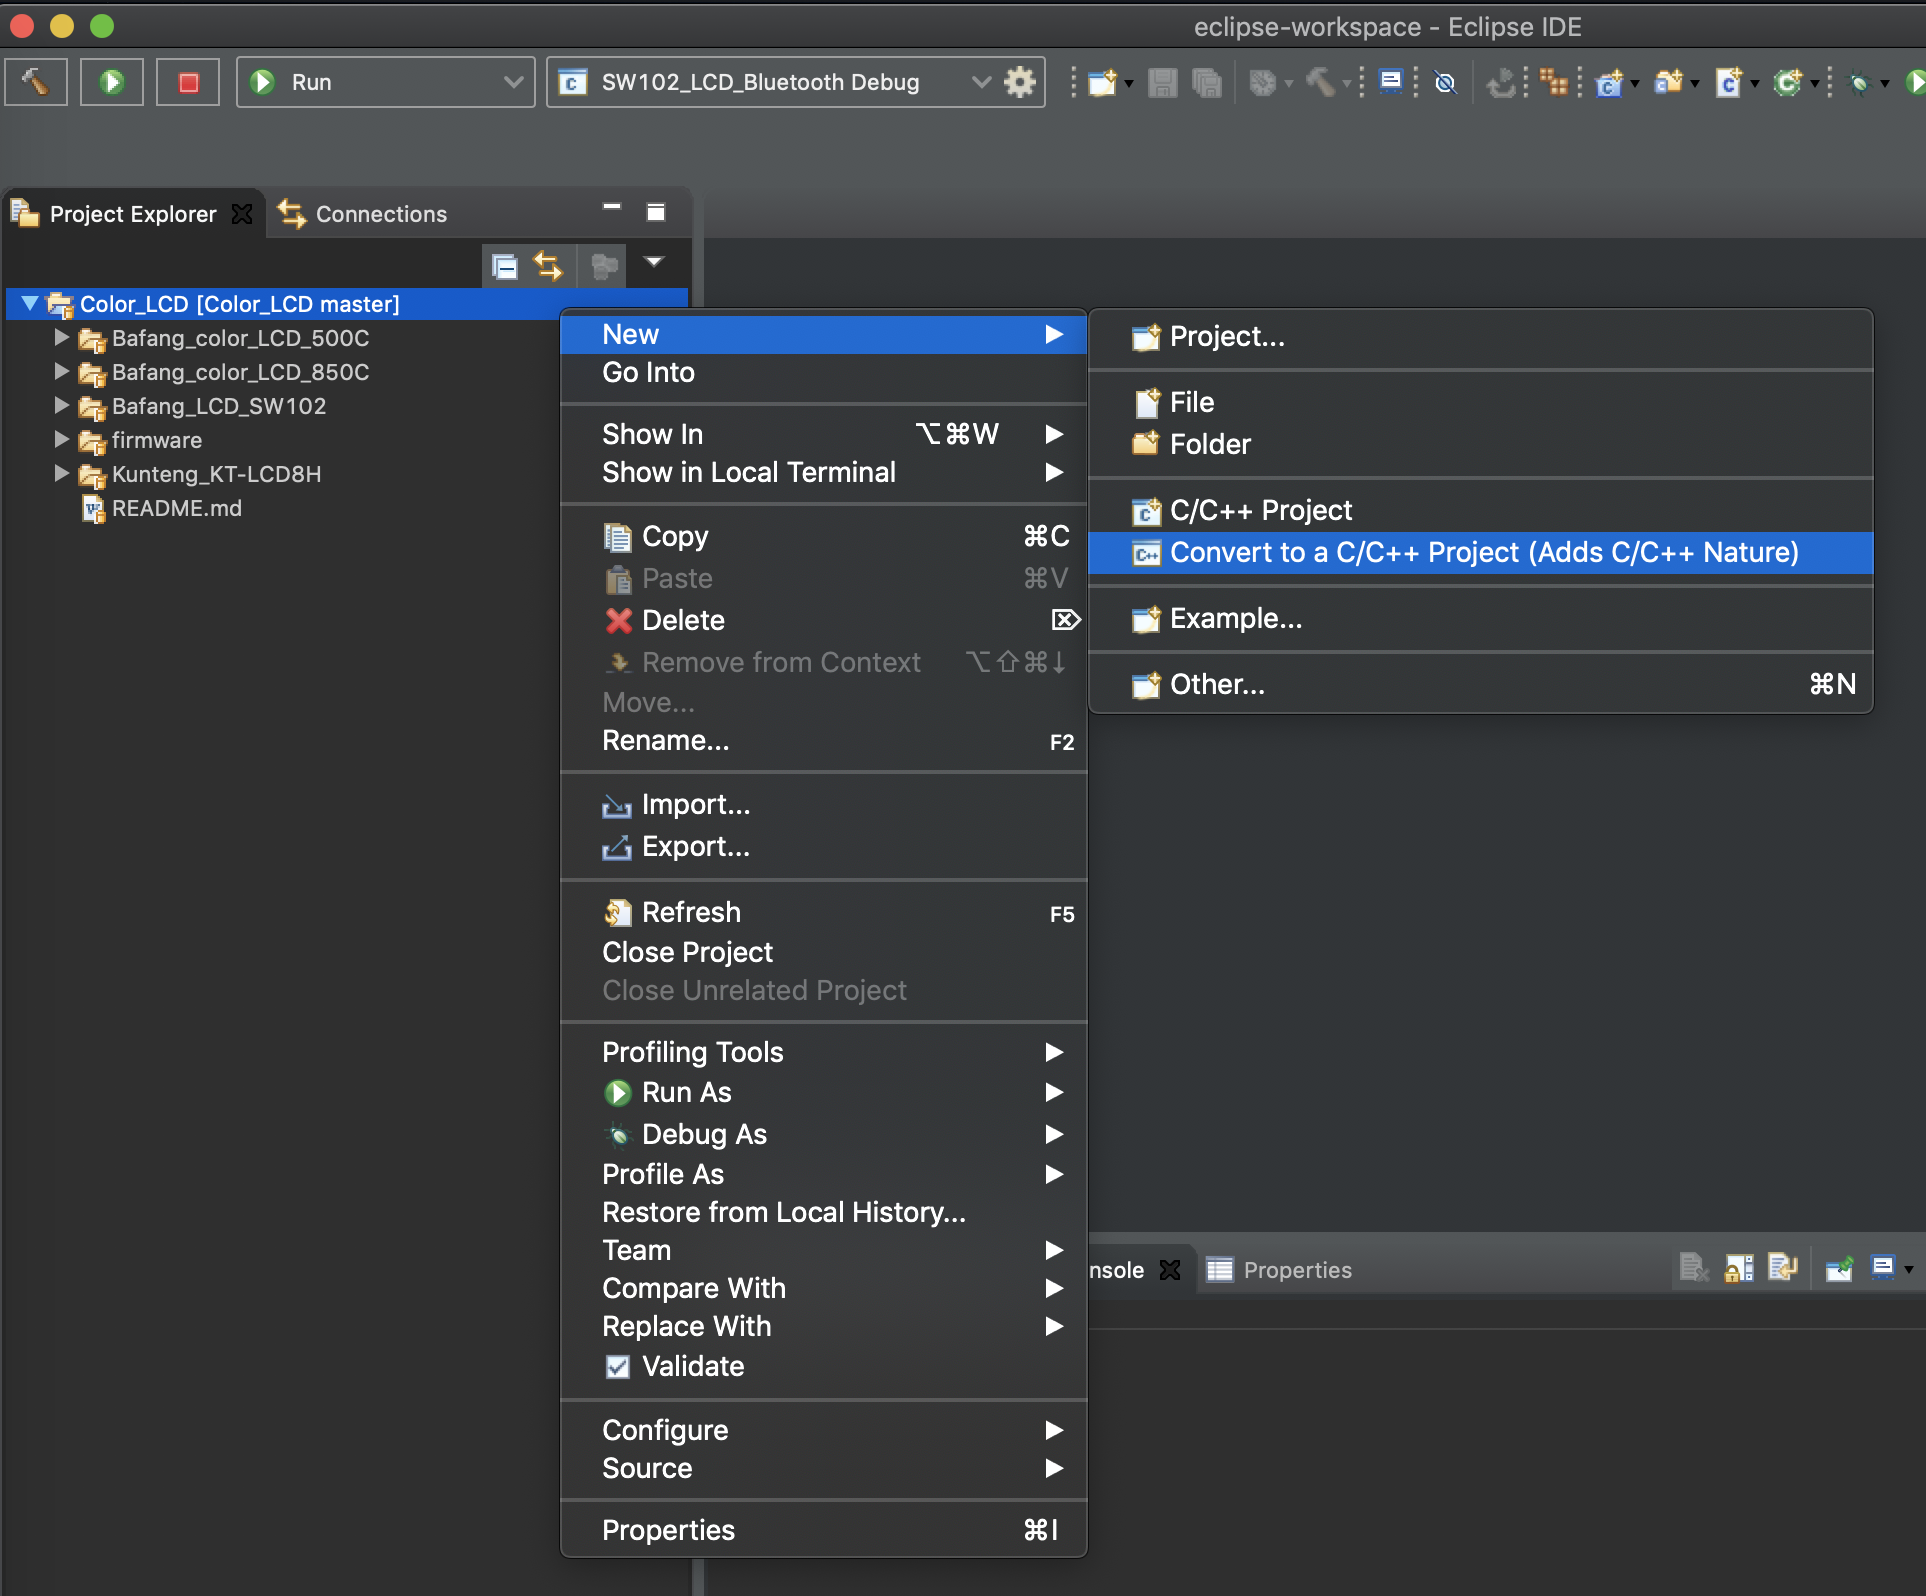 eclipse-workspace - Eclipse IDE
Run
SW102_LCD_Bluetooth Debug
Project Explorer
Connections
Color_LCD [Color_LCD master]
Bafang_color_LCD_500C
Bafang_color_LCD_850C
Bafang_LCD_SW102
firmware
Kunteng_KT-LCD8H
README.md
New
Go Into
Show In ⌥⌘W
Show in Local Terminal
Copy ⌘C
Paste ⌘V
Delete ⌦
Remove from Context ⌥⇧⌘↓
Move...
Rename... F2
Import...
Export...
Refresh F5
Close Project
Close Unrelated Project
Profiling Tools
Run As
Debug As
Profile As
Restore from Local History...
Team
Compare With
Replace With
Validate
Configure
Source
Properties ⌘I
Project...
File
Folder
C/C++ Project
Convert to a C/C++ Project (Adds C/C++ Nature)
Example...
Other... ⌘N
nsole
Properties